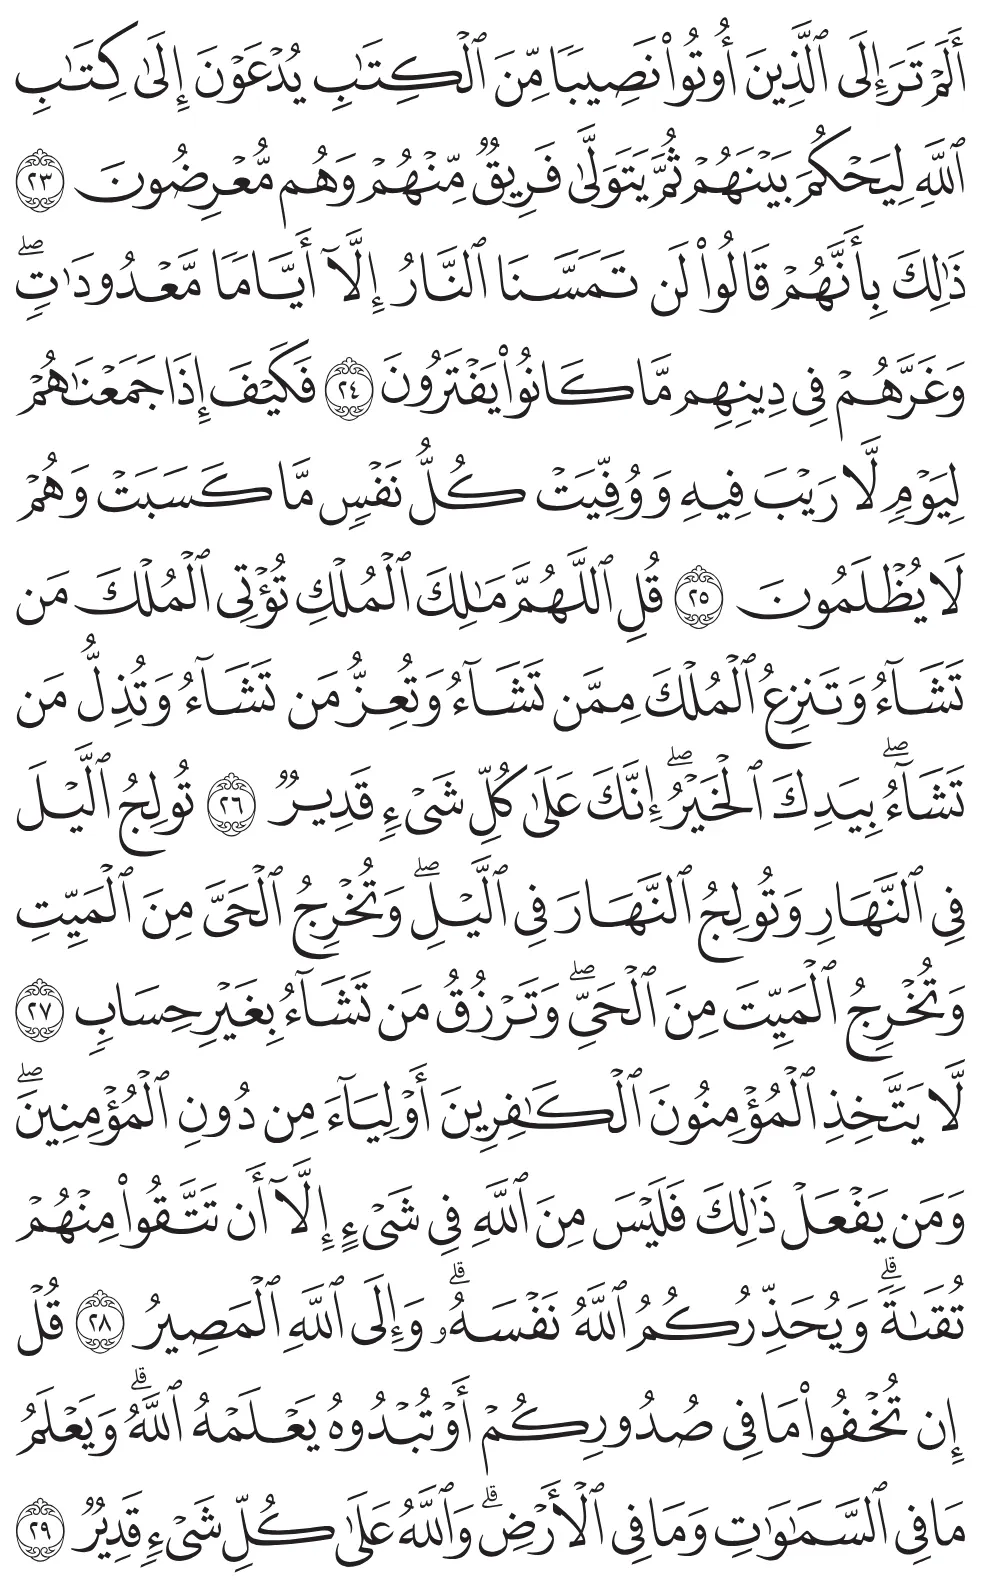 أَلَمۡ تَرَ إِلَى ٱلَّذِينَ أُوتُواْ نَصِيبٗا مِّنَ ٱلۡكِتَٰبِ يُدۡعَوۡنَ إِلَىٰ كِتَٰبِ
ٱللَّهِ لِيَحۡكُمَ بَيۡنَهُمۡ ثُمَّ يَتَوَلَّىٰ فَرِيقٞ مِّنۡهُمۡ وَهُم مُّعۡرِضُونَ ٢٣
ذَٰلِكَ بِأَنَّهُمۡ قَالُواْ لَن تَمَسَّنَا ٱلنَّارُ إِلَّآ أَيَّامٗا مَّعۡدُودَٰتٖۖ
وَغَرَّهُمۡ فِي دِينِهِم مَّا كَانُواْ يَفۡتَرُونَ ٢٤ فَكَيۡفَ إِذَا جَمَعۡنَٰهُمۡ
لِيَوۡمٖ لَّا رَيۡبَ فِيهِ وَوُفِّيَتۡ كُلُّ نَفۡسٖ مَّا كَسَبَتۡ وَهُمۡ
لَا يُظۡلَمُونَ ٢٥ قُلِ ٱللَّهُمَّ مَٰلِكَ ٱلۡمُلۡكِ تُؤۡتِي ٱلۡمُلۡكَ مَن
تَشَآءُ وَتَنزِعُ ٱلۡمُلۡكَ مِمَّن تَشَآءُ وَتُعِزُّ مَن تَشَآءُ وَتُذِلُّ مَن
تَشَآءُۖ بِيَدِكَ ٱلۡخَيۡرُۖ إِنَّكَ عَلَىٰ كُلِّ شَيۡءٖ قَدِيرٞ ٢٦ تُولِجُ ٱلَّيۡلَ
فِي ٱلنَّهَارِ وَتُولِجُ ٱلنَّهَارَ فِي ٱلَّيۡلِۖ وَتُخۡرِجُ ٱلۡحَيَّ مِنَ ٱلۡمَيِّتِ
وَتُخۡرِجُ ٱلۡمَيِّتَ مِنَ ٱلۡحَيِّۖ وَتَرۡزُقُ مَن تَشَآءُ بِغَيۡرِ حِسَابٖ ٢٧
لَّا يَتَّخِذِ ٱلۡمُؤۡمِنُونَ ٱلۡكَٰفِرِينَ أَوۡلِيَآءَ مِن دُونِ ٱلۡمُؤۡمِنِينَۖ
وَمَن يَفۡعَلۡ ذَٰلِكَ فَلَيۡسَ مِنَ ٱللَّهِ فِي شَيۡءٍ إِلَّآ أَن تَتَّقُواْ مِنۡهُمۡ
تُقَىٰةٗۗ وَيُحَذِّرُكُمُ ٱللَّهُ نَفۡسَهُۥۗ وَإِلَى ٱللَّهِ ٱلۡمَصِيرُ ٢٨ قُلۡ
إِن تُخۡفُواْ مَا فِي صُدُورِكُمۡ أَوۡ تُبۡدُوهُ يَعۡلَمۡهُ ٱللَّهُۗ وَيَعۡلَمُ
مَا فِي ٱلسَّمَٰوَٰتِ وَمَا فِي ٱلۡأَرۡضِۗ وَٱللَّهُ عَلَىٰ كُلِّ شَيۡءٖ قَدِيرٞ ٢٩